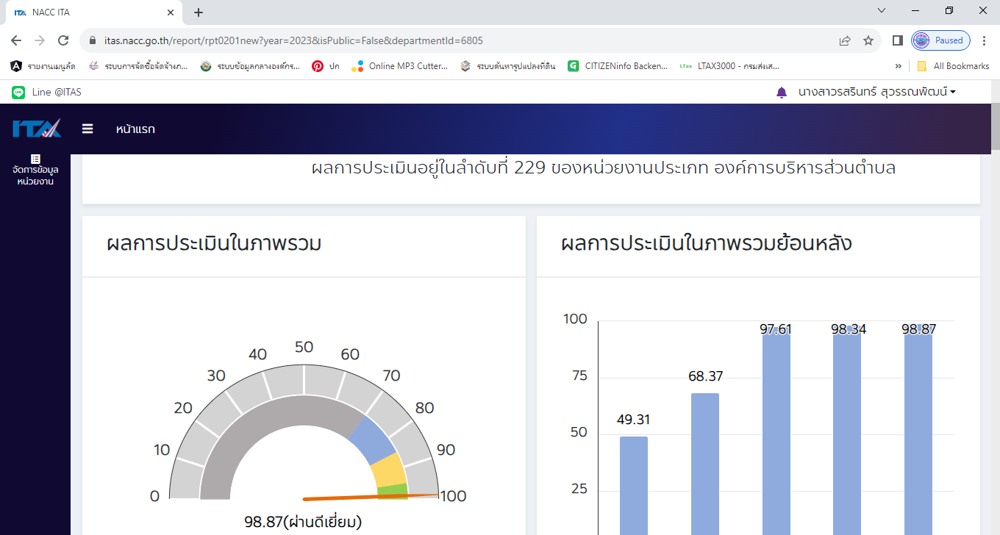 ITA NACC ITA
itas.nacc.go.th/report/rpt0201new?year=2023&isPublic=False&departmentId=6805
Paused
รายงานเมนูลัด ระบบการจัดซื้อจัดจ้างภ... ระบบข้อมูลกลางองค์กร... ปก Online MP3 Cutter... ระบบค้นหารูปแปลงที่ดิน CITIZENinfo Backen... LTax LTAX3000 - กรมส่งเส... » All Bookmarks
Line @ITAS
นางสาวรสรินทร์ สุวรรณพัฒน์
ITA หน้าแรก
จัดการข้อมูล
หน่วยงาน
ผลการประเมินอยู่ในลำดับที่ 229 ของหน่วยงานประเภท องค์การบริหารส่วนตำบล
ผลการประเมินในภาพรวม
0
10
20
30
40
50
60
70
80
90
100
98.87(ผ่านดีเยี่ยม)
ผลการประเมินในภาพรวมย้อนหลัง
100
75
50
25
49.31
68.37
97.61
98.34
98.87